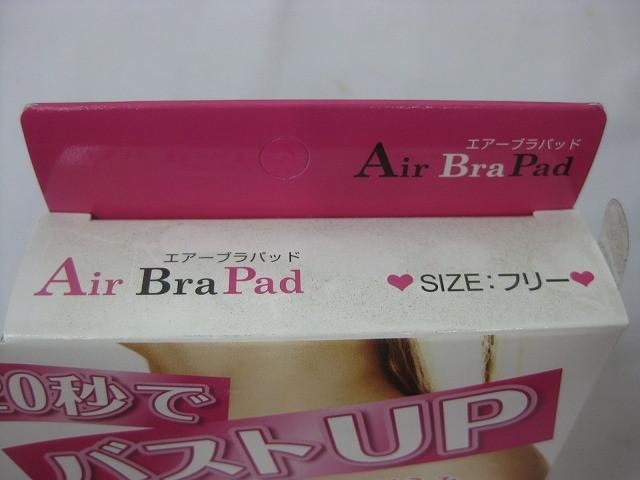 エアーブラパッド
Air Bra Pad
エアーブラパッド
Air Bra Pad
♥SIZE：フリー♥
0秒で
バストUP